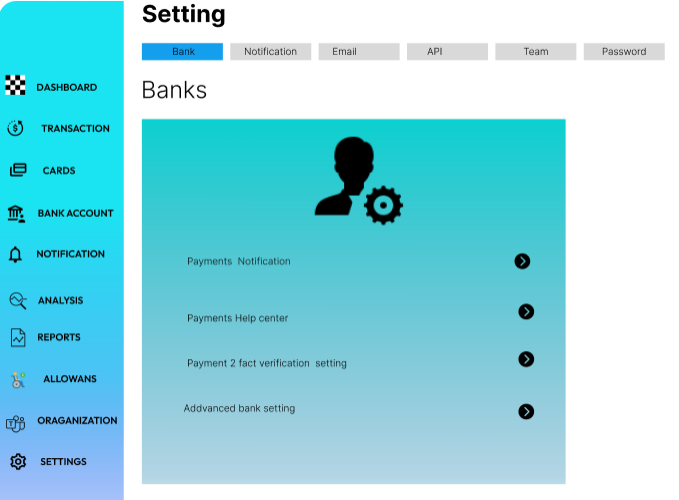 Setting
Bank
Notification
Email
API
Team
Password
Banks
DASHBOARD
TRANSACTION
CARDS
BANK ACCOUNT
NOTIFICATION
ANALYSIS
REPORTS
ALLOWANS
ORAGANIZATION
SETTINGS
Payments Notification
Payments Help center
Payment 2 fact verification setting
Addvanced bank setting